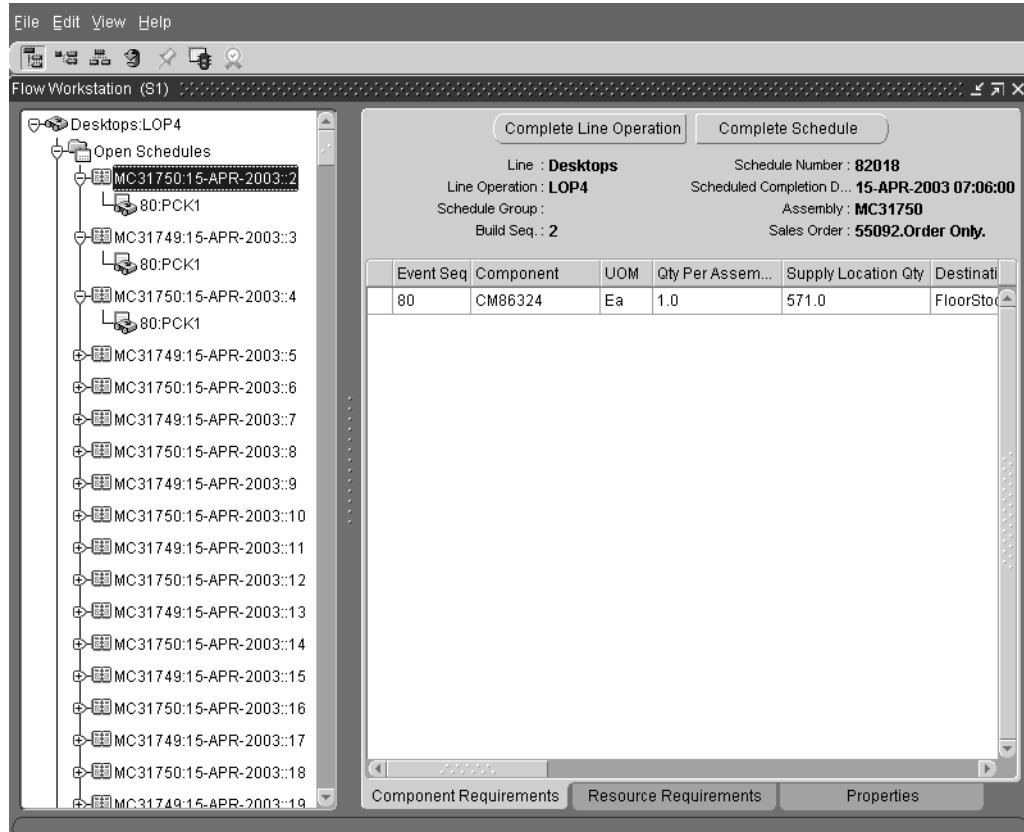 File Edit View Help
Flow Workstation (S1)
Desktops:LOP4
Open Schedules
MC31750:15-APR-2003::2
80:PCK1
MC31749:15-APR-2003::3
80:PCK1
MC31750:15-APR-2003::4
80:PCK1
MC31749:15-APR-2003::5
MC31750:15-APR-2003::6
MC31749:15-APR-2003::7
MC31750:15-APR-2003::8
MC31749:15-APR-2003::9
MC31750:15-APR-2003::10
MC31749:15-APR-2003::11
MC31750:15-APR-2003::12
MC31749:15-APR-2003::13
MC31750:15-APR-2003::14
MC31749:15-APR-2003::15
MC31750:15-APR-2003::16
MC31749:15-APR-2003::17
MC31750:15-APR-2003::18
MC31749:15-APR-2003::19
Complete Line Operation Complete Schedule
Line : Desktops Schedule Number : 82018
Line Operation : LOP4 Scheduled Completion D... 15-APR-2003 07:06:00
Schedule Group : Assembly : MC31750
Build Seq. : 2 Sales Order : 55092.Order Only.
Event Seq Component UOM Qty Per Assem... Supply Location Qty Destinati
80 CM86324 Ea 1.0 571.0 FloorStoc
Component Requirements Resource Requirements Properties